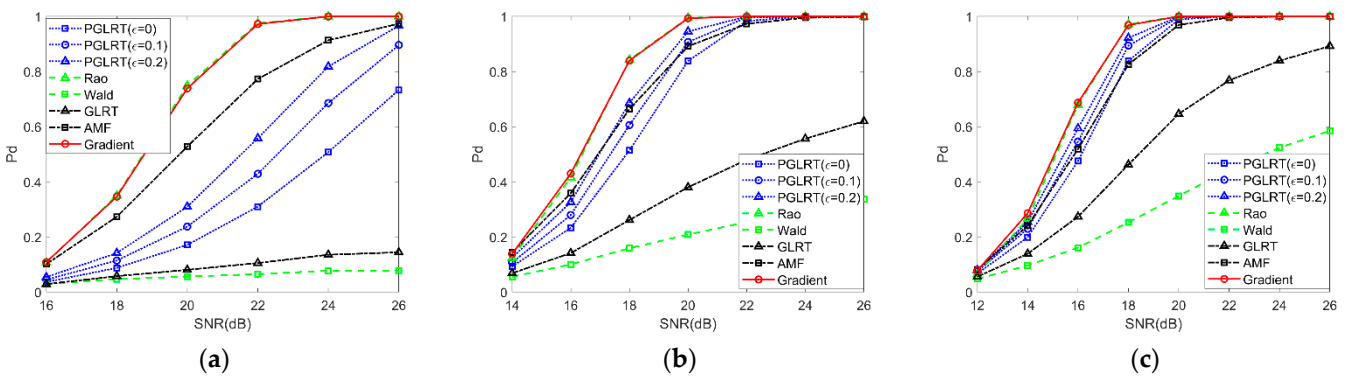 1
0.8
0.6
0.4
0.2
0
Pd
16 18 20 22 24 26
SNR(dB)
PGLRT(ϵ=0)
PGLRT(ϵ=0.1)
PGLRT(ϵ=0.2)
Rao
Wald
GLRT
AMF
Gradient
(a)
1
0.8
0.6
0.4
0.2
0
Pd
14 16 18 20 22 24 26
SNR(dB)
PGLRT(ϵ=0)
PGLRT(ϵ=0.1)
PGLRT(ϵ=0.2)
Rao
Wald
GLRT
AMF
Gradient
(b)
1
0.8
0.6
0.4
0.2
0
Pd
12 14 16 18 20 22 24 26
SNR(dB)
PGLRT(ϵ=0)
PGLRT(ϵ=0.1)
PGLRT(ϵ=0.2)
Rao
Wald
GLRT
AMF
Gradient
(c)